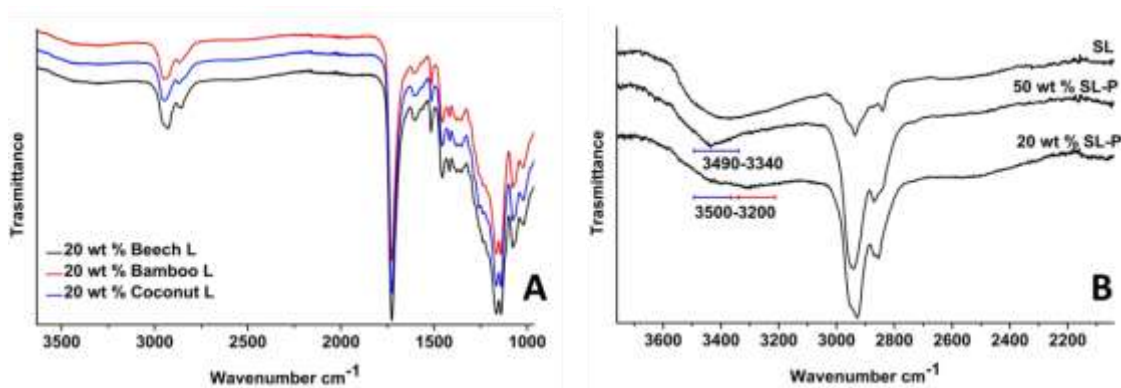 Trasmittance
20 wt % Beech L
20 wt % Bamboo L
20 wt % Coconut L
A
3500 3000 2500 2000 1500 1000
Wavenumber cm-1
Trasmittance
SL
50 wt % SL-P
3490-3340
20 wt % SL-P
3500-3200
B
3600 3400 3200 3000 2800 2600 2400 2200
Wavenumber cm-1